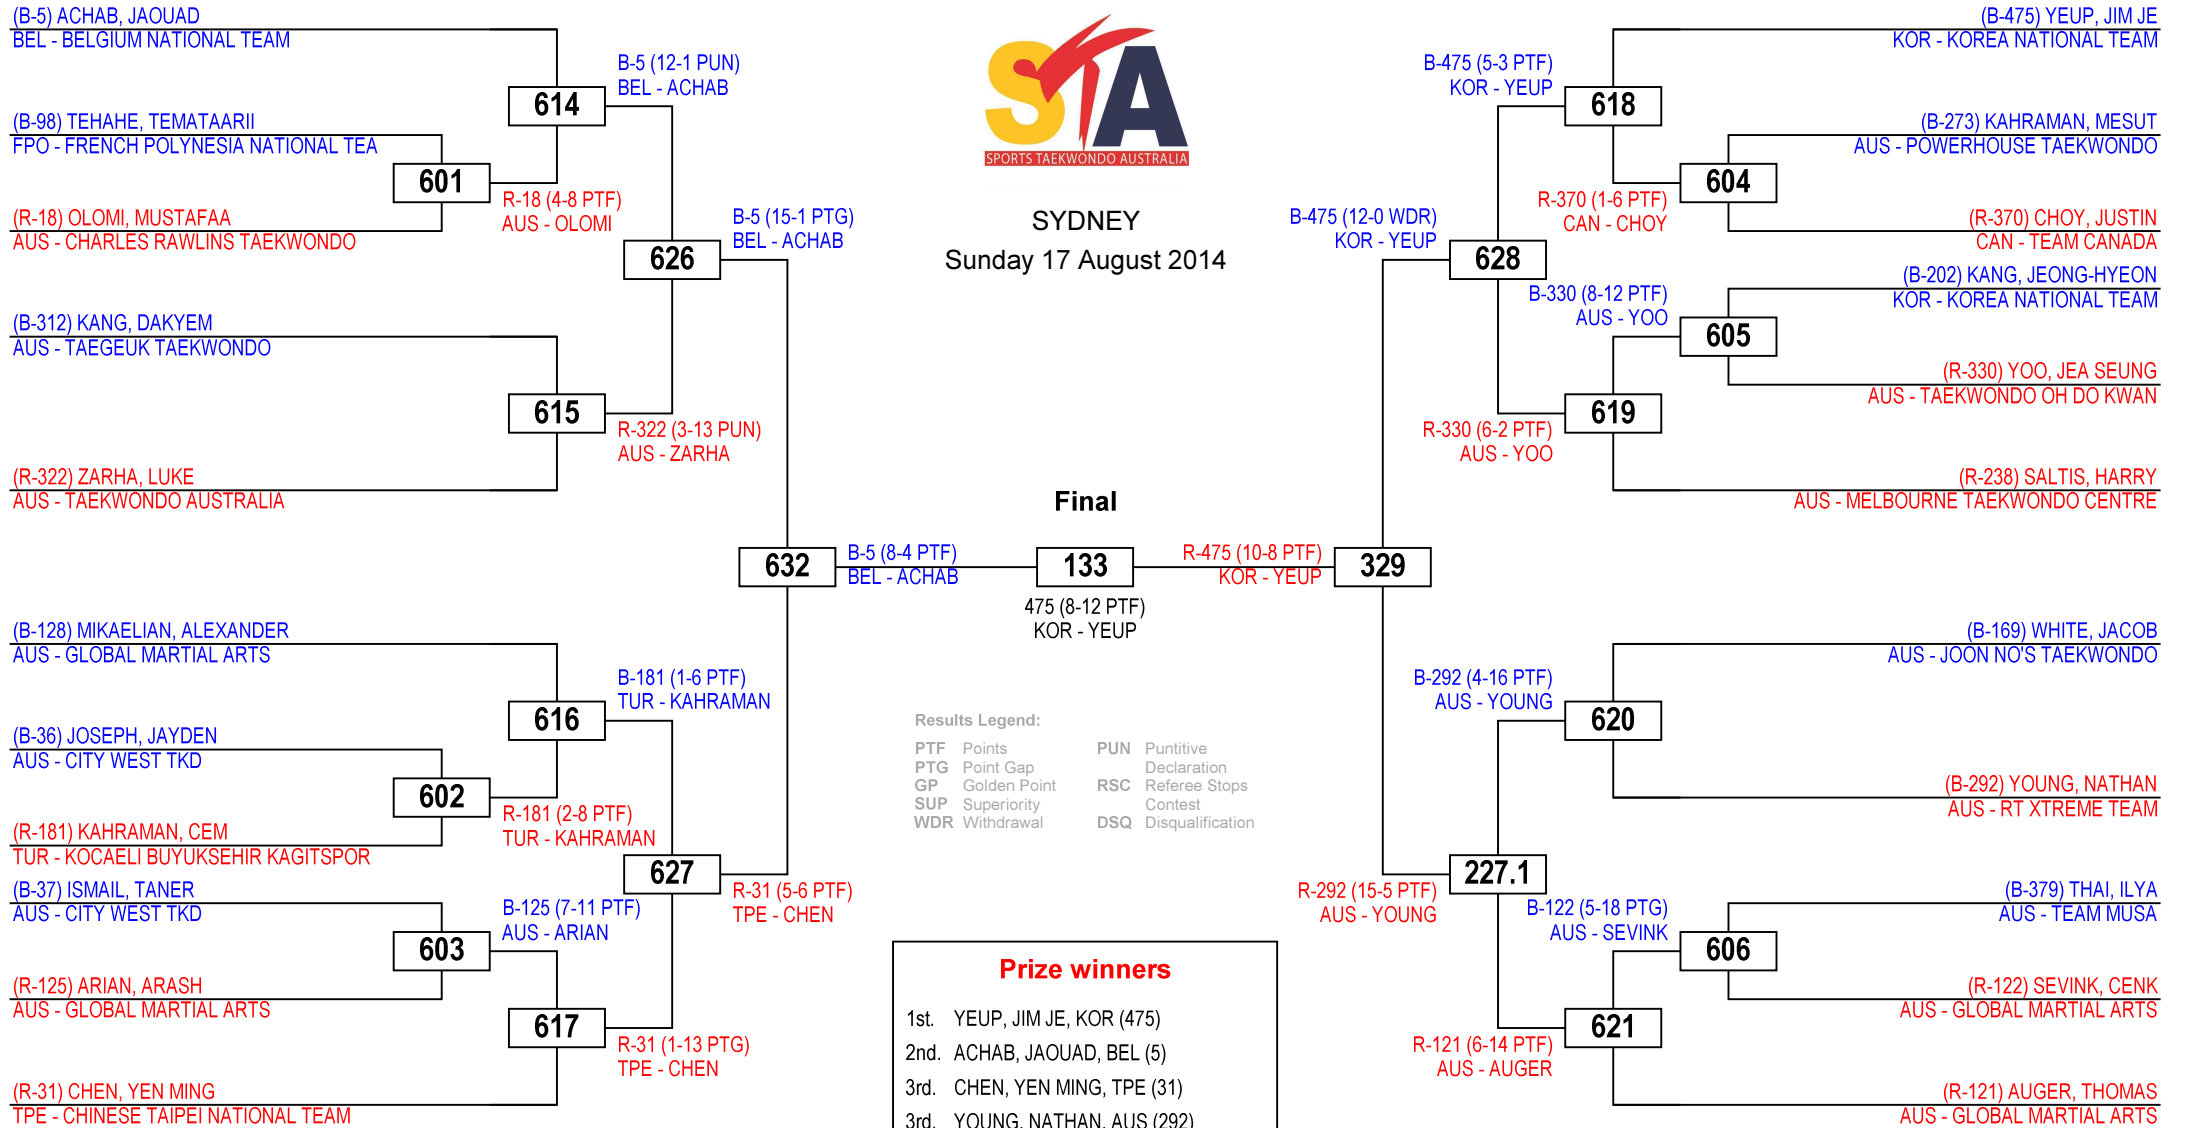 (B-5) ACHAB, JAOUAD
BEL - BELGIUM NATIONAL TEAM
B-5 (12-1 PUN)
BEL - ACHAB
614
(B-98) TEHAHE, TEMATAARII
FPO - FRENCH POLYNESIA NATIONAL TEA
601
R-18 (4-8 PTF)
AUS - OLOMI
(R-18) OLOMI, MUSTAFAA
AUS - CHARLES RAWLINS TAEKWONDO
B-5 (15-1 PTG)
BEL - ACHAB
626
(B-312) KANG, DAKYEM
AUS - TAEGEUK TAEKWONDO
615
R-322 (3-13 PUN)
AUS - ZARHA
(R-322) ZARHA, LUKE
AUS - TAEKWONDO AUSTRALIA
632
B-5 (8-4 PTF)
BEL - ACHAB
(B-128) MIKAELIAN, ALEXANDER
AUS - GLOBAL MARTIAL ARTS
B-181 (1-6 PTF)
TUR - KAHRAMAN
616
(B-36) JOSEPH, JAYDEN
AUS - CITY WEST TKD
602
R-181 (2-8 PTF)
TUR - KAHRAMAN
(R-181) KAHRAMAN, CEM
TUR - KOCAELI BUYUKSEHIR KAGITSPOR
627
R-31 (5-6 PTF)
TPE - CHEN
(B-37) ISMAIL, TANER
AUS - CITY WEST TKD
B-125 (7-11 PTF)
AUS - ARIAN
603
(R-125) ARIAN, ARASH
AUS - GLOBAL MARTIAL ARTS
617
R-31 (1-13 PTG)
TPE - CHEN
(R-31) CHEN, YEN MING
TPE - CHINESE TAIPEI NATIONAL TEAM
STA
SPORTS TAEKWONDO AUSTRALIA
SYDNEY
Sunday 17 August 2014
Final
133
475 (8-12 PTF)
KOR - YEUP
Results Legend:
PTF Points
PTG Point Gap
GP Golden Point
SUP Superiority
WDR Withdrawal
PUN Puntitive
Declaration
RSC Referee Stops
Contest
DSQ Disqualification
Prize winners
1st. YEUP, JIM JE, KOR (475)
2nd. ACHAB, JAOUAD, BEL (5)
3rd. CHEN, YEN MING, TPE (31)
3rd. YOUNG, NATHAN, AUS (292)
(B-475) YEUP, JIM JE
KOR - KOREA NATIONAL TEAM
B-475 (5-3 PTF)
KOR - YEUP
618
(B-273) KAHRAMAN, MESUT
AUS - POWERHOUSE TAEKWONDO
604
R-370 (1-6 PTF)
CAN - CHOY
(R-370) CHOY, JUSTIN
CAN - TEAM CANADA
B-475 (12-0 WDR)
KOR - YEUP
628
(B-202) KANG, JEONG-HYEON
KOR - KOREA NATIONAL TEAM
B-330 (8-12 PTF)
AUS - YOO
605
(R-330) YOO, JEA SEUNG
AUS - TAEKWONDO OH DO KWAN
619
R-330 (6-2 PTF)
AUS - YOO
(R-238) SALTIS, HARRY
AUS - MELBOURNE TAEKWONDO CENTRE
R-475 (10-8 PTF)
KOR - YEUP
329
(B-169) WHITE, JACOB
AUS - JOON NO'S TAEKWONDO
B-292 (4-16 PTF)
AUS - YOUNG
620
(B-292) YOUNG, NATHAN
AUS - RT XTREME TEAM
227.1
R-292 (15-5 PTF)
AUS - YOUNG
(B-379) THAI, ILYA
AUS - TEAM MUSA
B-122 (5-18 PTG)
AUS - SEVINK
606
(R-122) SEVINK, CENK
AUS - GLOBAL MARTIAL ARTS
621
R-121 (6-14 PTF)
AUS - AUGER
(R-121) AUGER, THOMAS
AUS - GLOBAL MARTIAL ARTS